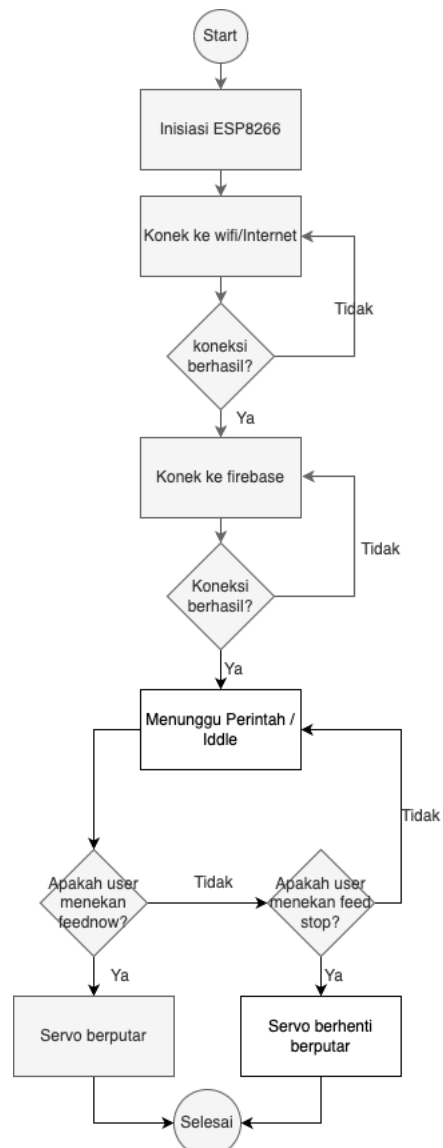 Start
Inisiasi ESP8266
Konek ke wifi/Internet
Tidak
koneksi
berhasil?
Ya
Konek ke firebase
Tidak
Koneksi
berhasil?
Ya
Menunggu Perintah /
Iddle
Tidak
Apakah user
menekan
feednow?
Tidak
Apakah user
menekan feed
stop?
Ya
Ya
Servo berputar
Servo berhenti
berputar
Selesai